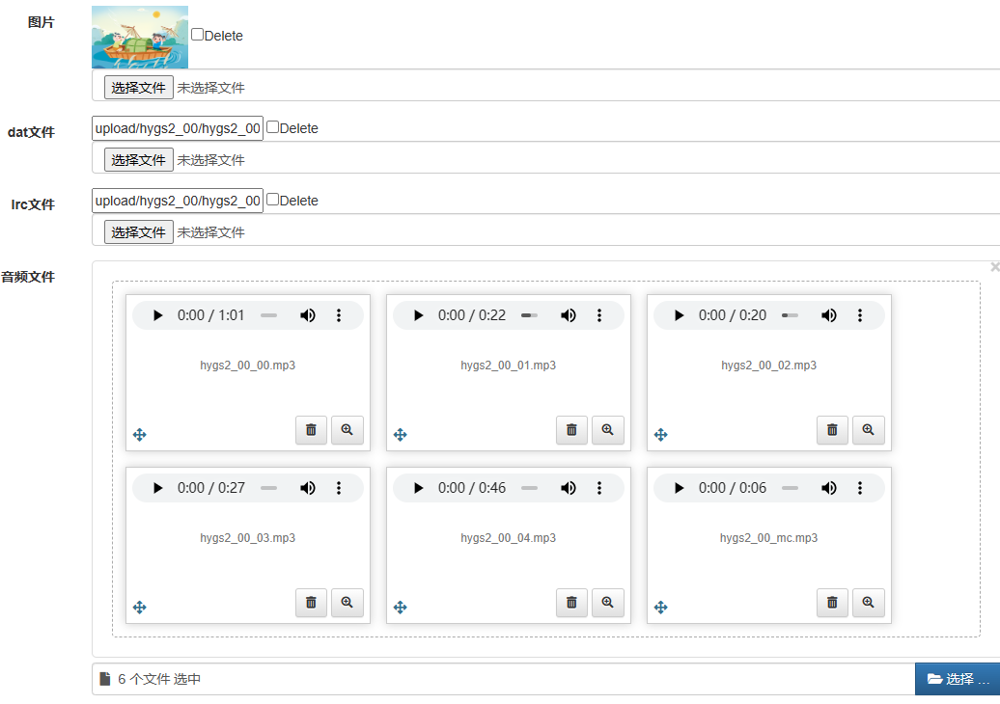 图片
Delete
选择文件 未选择文件
dat文件
upload/hygs2_00/hygs2_00
Delete
选择文件 未选择文件
lrc文件
upload/hygs2_00/hygs2_00
Delete
选择文件 未选择文件
音频文件
0:00 / 1:01
0:00 / 0:22
0:00 / 0:20
hygs2_00_00.mp3
hygs2_00_01.mp3
hygs2_00_02.mp3
0:00 / 0:27
0:00 / 0:46
0:00 / 0:06
hygs2_00_03.mp3
hygs2_00_04.mp3
hygs2_00_mc.mp3
6 个文件 选中
选择 ...